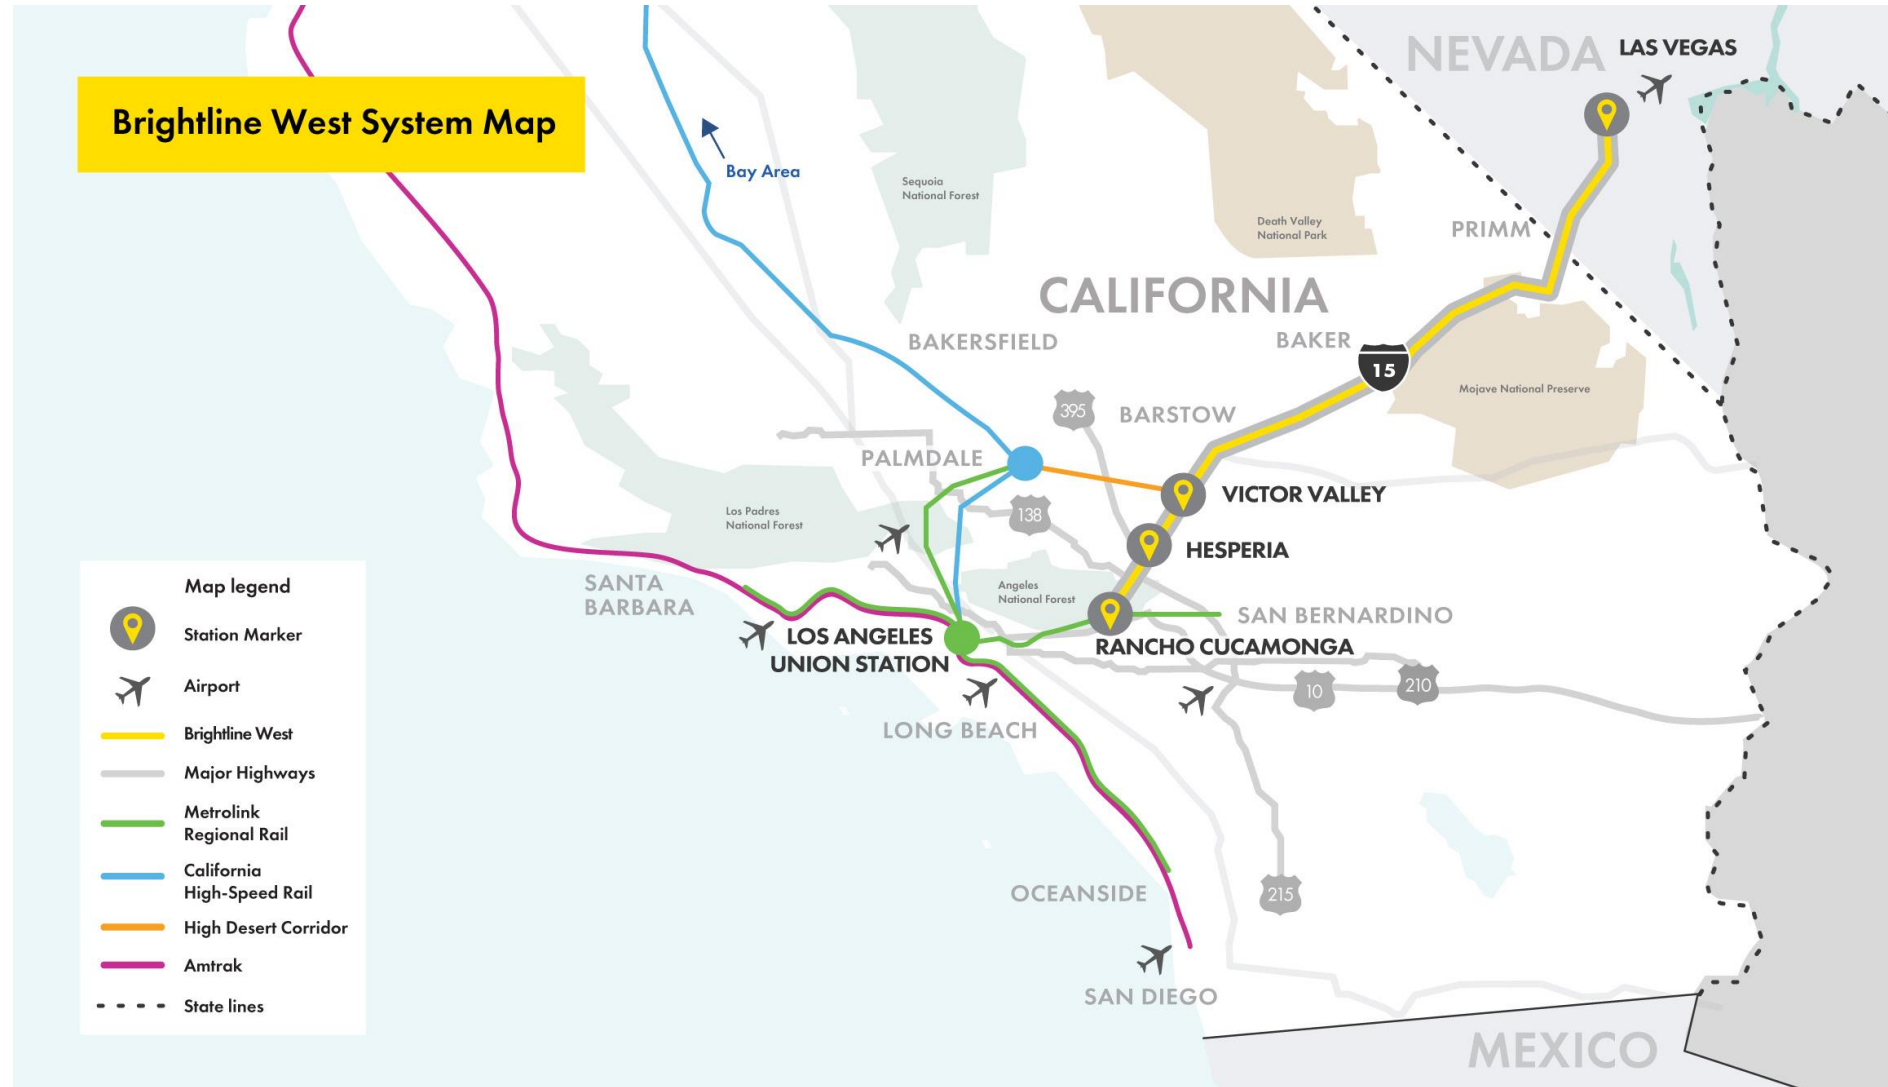 Brightline West System Map
NEVADA
LAS VEGAS
Bay Area
Sequoia
National Forest
Death Valley
National Park
PRIMM
CALIFORNIA
BAKERSFIELD
BAKER
15
Mojave National Preserve
395
BARSTOW
PALMDALE
VICTOR VALLEY
Los Padres
National Forest
138
HESPERIA
SANTA
BARBARA
Angeles
National Forest
SAN BERNARDINO
LOS ANGELES
UNION STATION
RANCHO CUCAMONGA
10
210
LONG BEACH
OCEANSIDE
215
SAN DIEGO
MEXICO
Map legend
Station Marker
Airport
Brightline West
Major Highways
Metrolink
Regional Rail
California
High-Speed Rail
High Desert Corridor
Amtrak
State lines